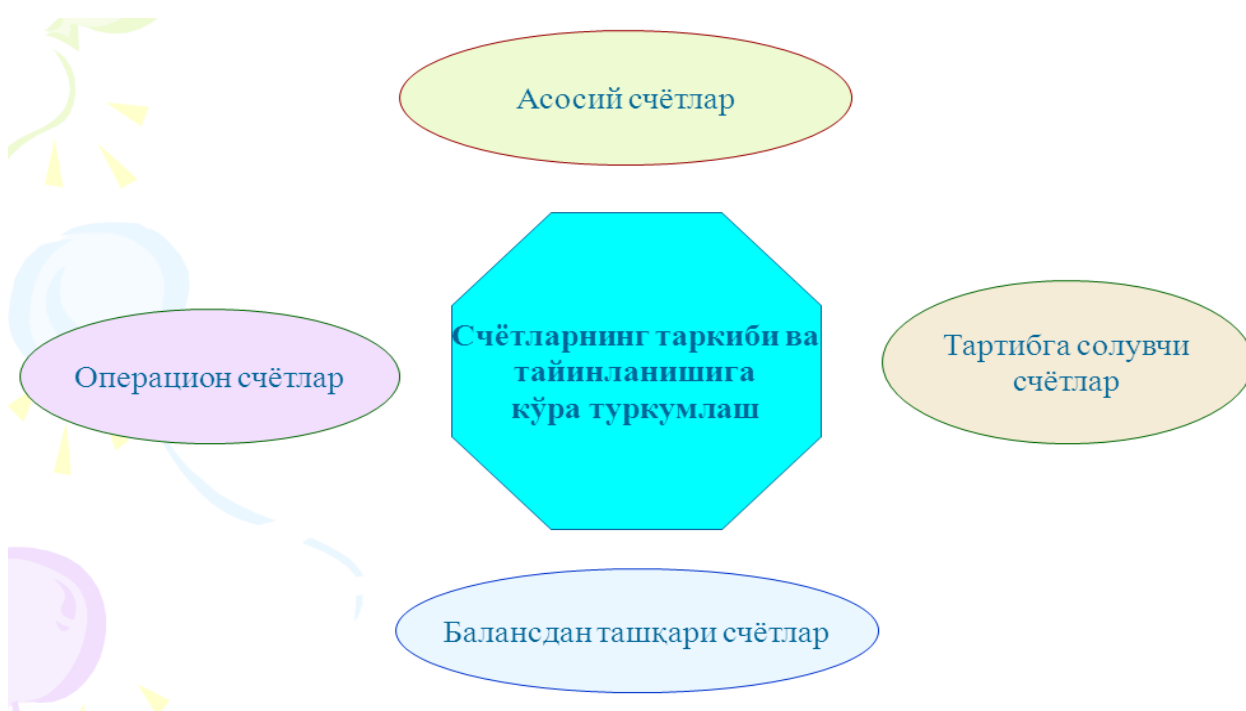 Асосий счётлар
Счётларнинг таркиби ва
тайинланишига
кўра туркумлаш
Операцион счётлар
Тартибга солувчи
счётлар
Балансдан ташқари счётлар